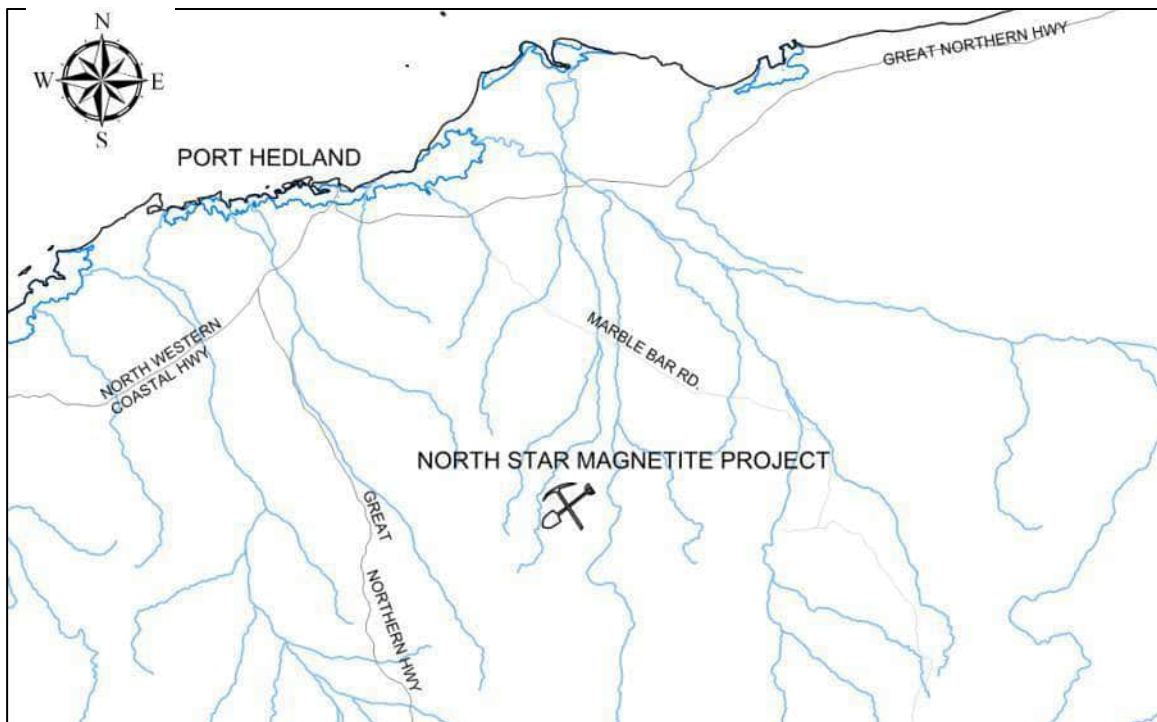 N
W E
S
GREAT NORTHERN HWY
PORT HEDLAND
NORTH WESTERN
COASTAL HWY
MARBLE BAR RD.
NORTH STAR MAGNETITE PROJECT
GREAT
NORTHERN HWY